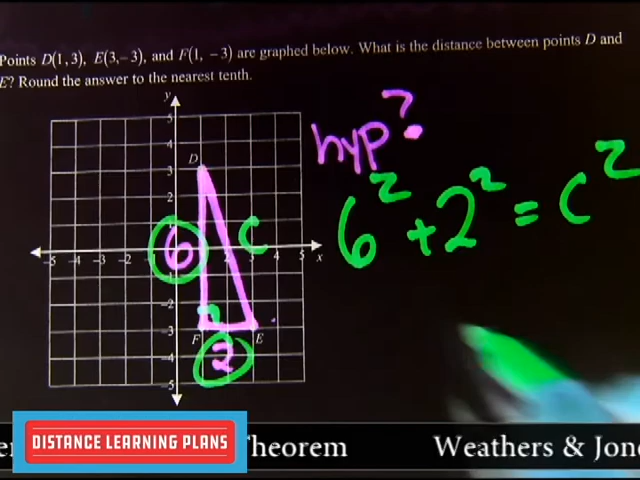 Points D(1, 3), E(3, −3), and F(1, −3) are graphed below. What is the distance between points D and
E? Round the answer to the nearest tenth.
y
5
4
3
2
1
D
hyp?
6² + 2² = c²
6
c
-5 -4 -3 -2 -1 2 3 4 5 x
-2
-3
-4
-5
F
E
2
DISTANCE LEARNING PLANS
Theorem
Weathers & Jon